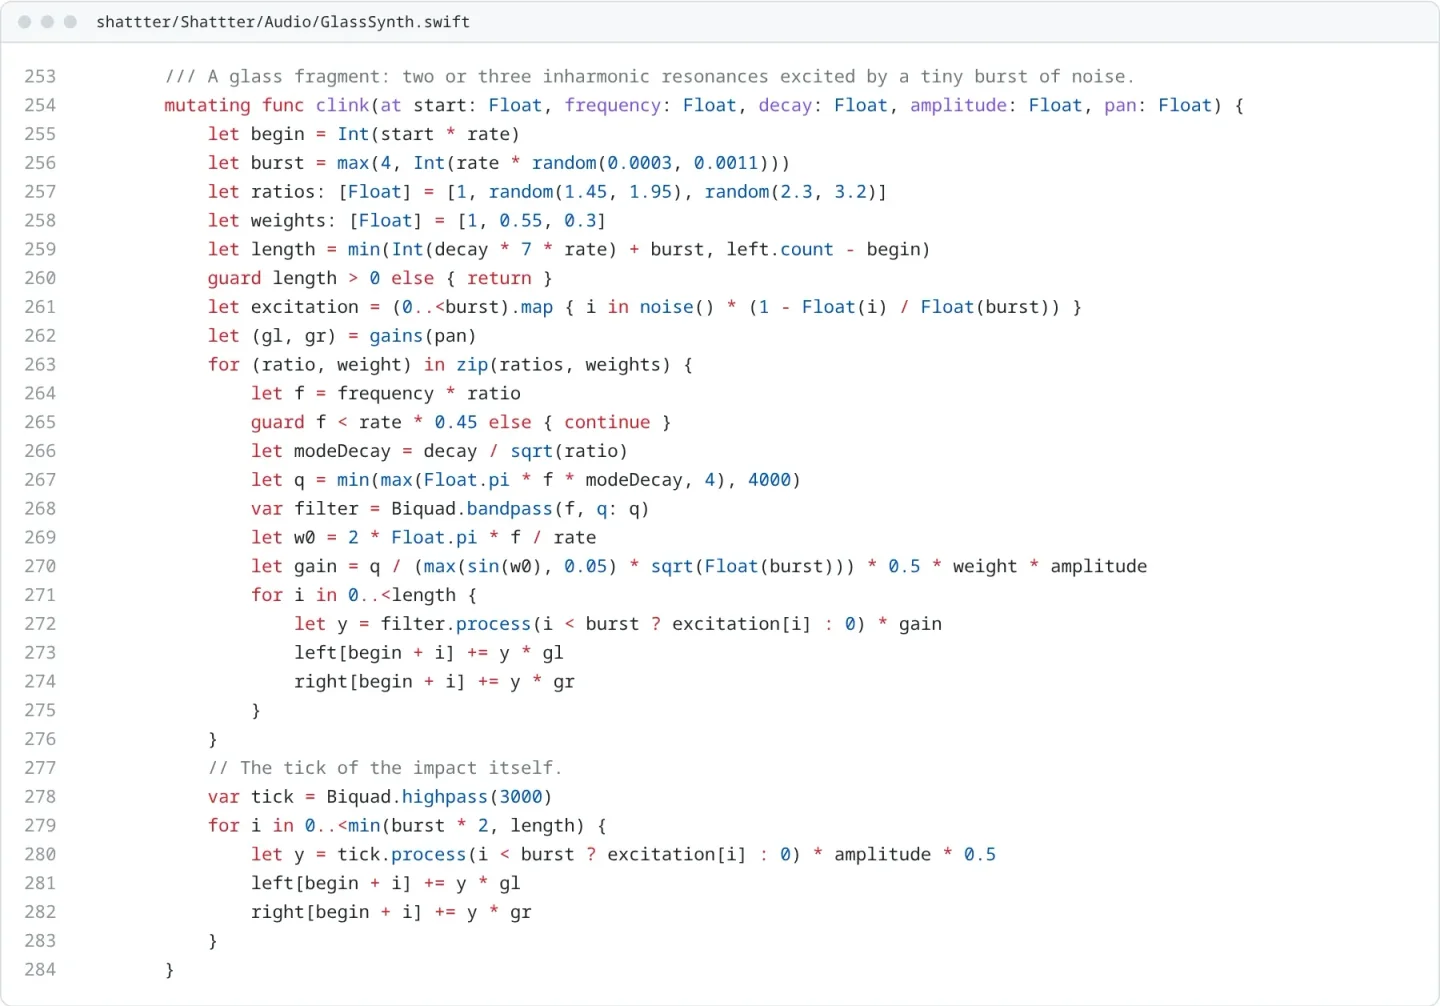 shattter/Shattter/Audio/GlassSynth.swift
253 /// A glass fragment: two or three inharmonic resonances excited by a tiny burst of noise.
254 mutating func clink(at start: Float, frequency: Float, decay: Float, amplitude: Float, pan: Float) {
255 let begin = Int(start * rate)
256 let burst = max(4, Int(rate * random(0.0003, 0.0011)))
257 let ratios: [Float] = [1, random(1.45, 1.95), random(2.3, 3.2)]
258 let weights: [Float] = [1, 0.55, 0.3]
259 let length = min(Int(decay * 7 * rate) + burst, left.count - begin)
260 guard length > 0 else { return }
261 let excitation = (0..<burst).map { i in noise() * (1 - Float(i) / Float(burst)) }
262 let (gl, gr) = gains(pan)
263 for (ratio, weight) in zip(ratios, weights) {
264 let f = frequency * ratio
265 guard f < rate * 0.45 else { continue }
266 let modeDecay = decay / sqrt(ratio)
267 let q = min(max(Float.pi * f * modeDecay, 4), 4000)
268 var filter = Biquad.bandpass(f, q: q)
269 let w0 = 2 * Float.pi * f / rate
270 let gain = q / (max(sin(w0), 0.05) * sqrt(Float(burst))) * 0.5 * weight * amplitude
271 for i in 0..<length {
272 let y = filter.process(i < burst ? excitation[i] : 0) * gain
273 left[begin + i] += y * gl
274 right[begin + i] += y * gr
275 }
276 }
277 // The tick of the impact itself.
278 var tick = Biquad.highpass(3000)
279 for i in 0..<min(burst * 2, length) {
280 let y = tick.process(i < burst ? excitation[i] : 0) * amplitude * 0.5
281 left[begin + i] += y * gl
282 right[begin + i] += y * gr
283 }
284 }